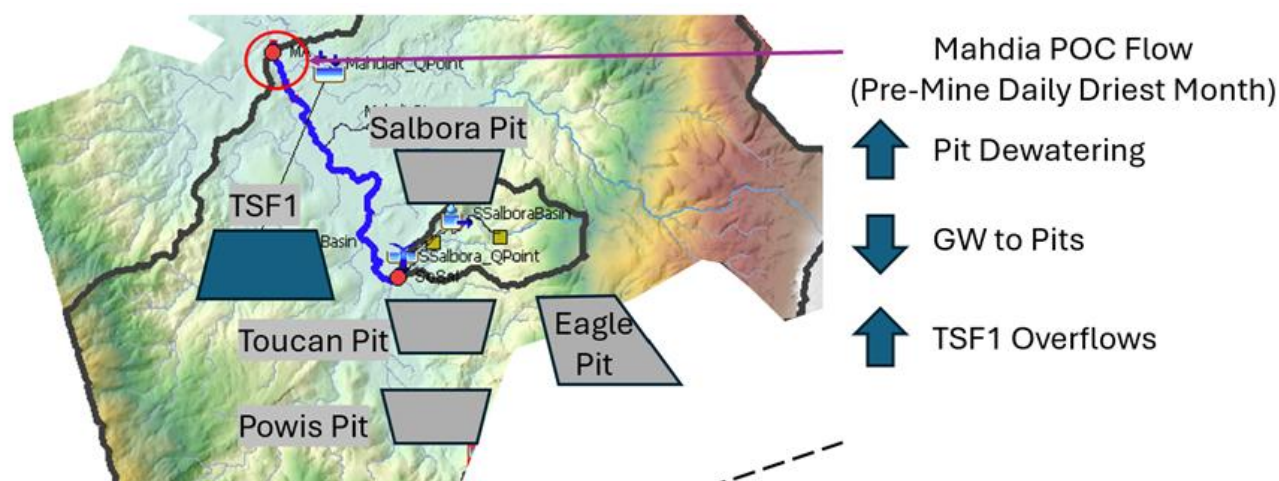 MahdiaR_QPoint
Salbora Pit
TSF1
SSalboraBasin
Basin
SSalbora_QPoint
Toucan Pit
Eagle
Pit
Powis Pit
Mahdia POC Flow
(Pre-Mine Daily Driest Month)
Pit Dewatering
GW to Pits
TSF1 Overflows